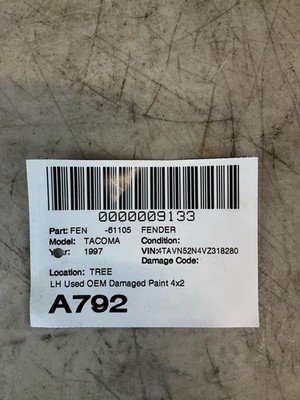 0000009133
Part: FEN -61105 FENDER
Model: TACOMA Condition:
Year: 1997 VIN:4TAVN52N4VZ318280
Damage Code:
Location: TREE
LH Used OEM Damaged Paint 4x2
A792